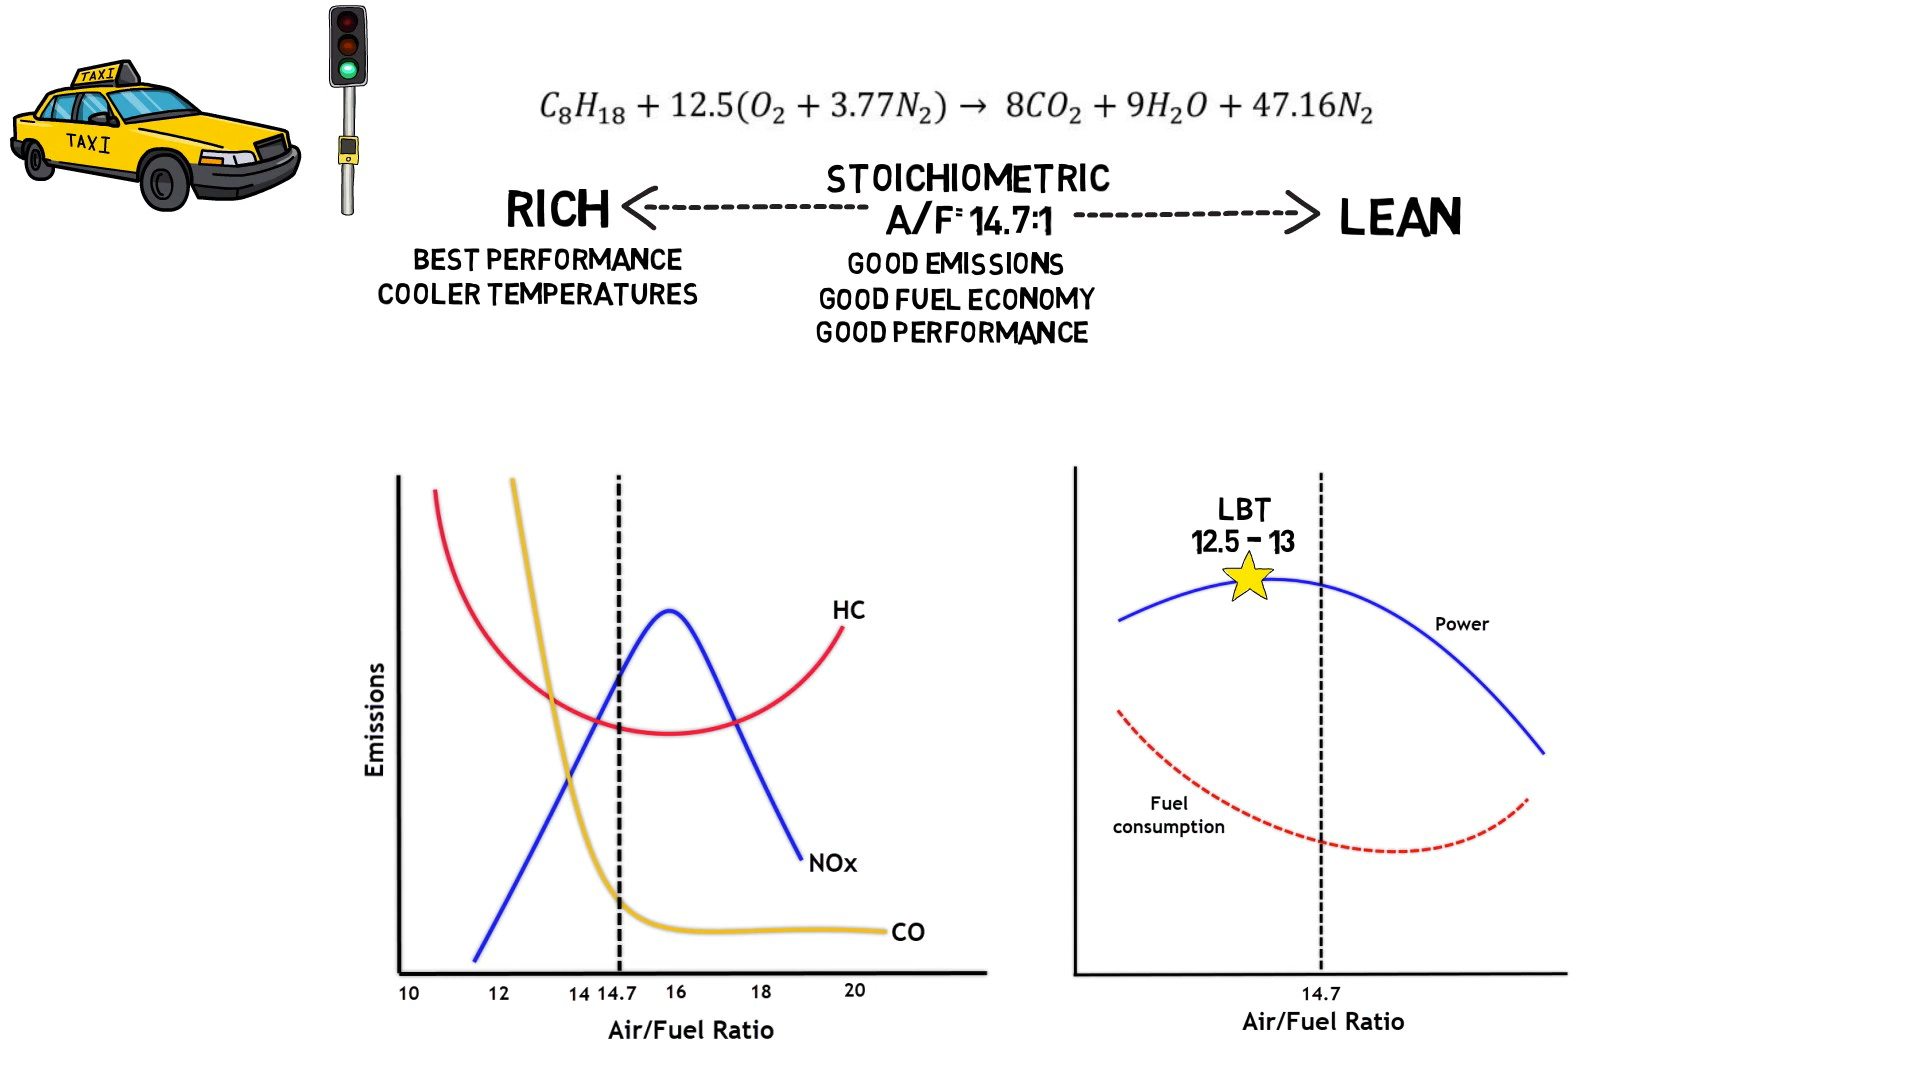 TAXI
TAXI
C₈H₁₈ + 12.5(O₂ + 3.77N₂) → 8CO₂ + 9H₂O + 47.16N₂
STOICHIOMETRIC
RICH
A/F=14.7:1
LEAN
BEST PERFORMANCE
COOLER TEMPERATURES
GOOD EMISSIONS
GOOD FUEL ECONOMY
GOOD PERFORMANCE
Emissions
HC
NOx
CO
10 12 14 14.7 16 18 20
Air/Fuel Ratio
LBT
12.5 - 13
Power
Fuel
consumption
14.7
Air/Fuel Ratio